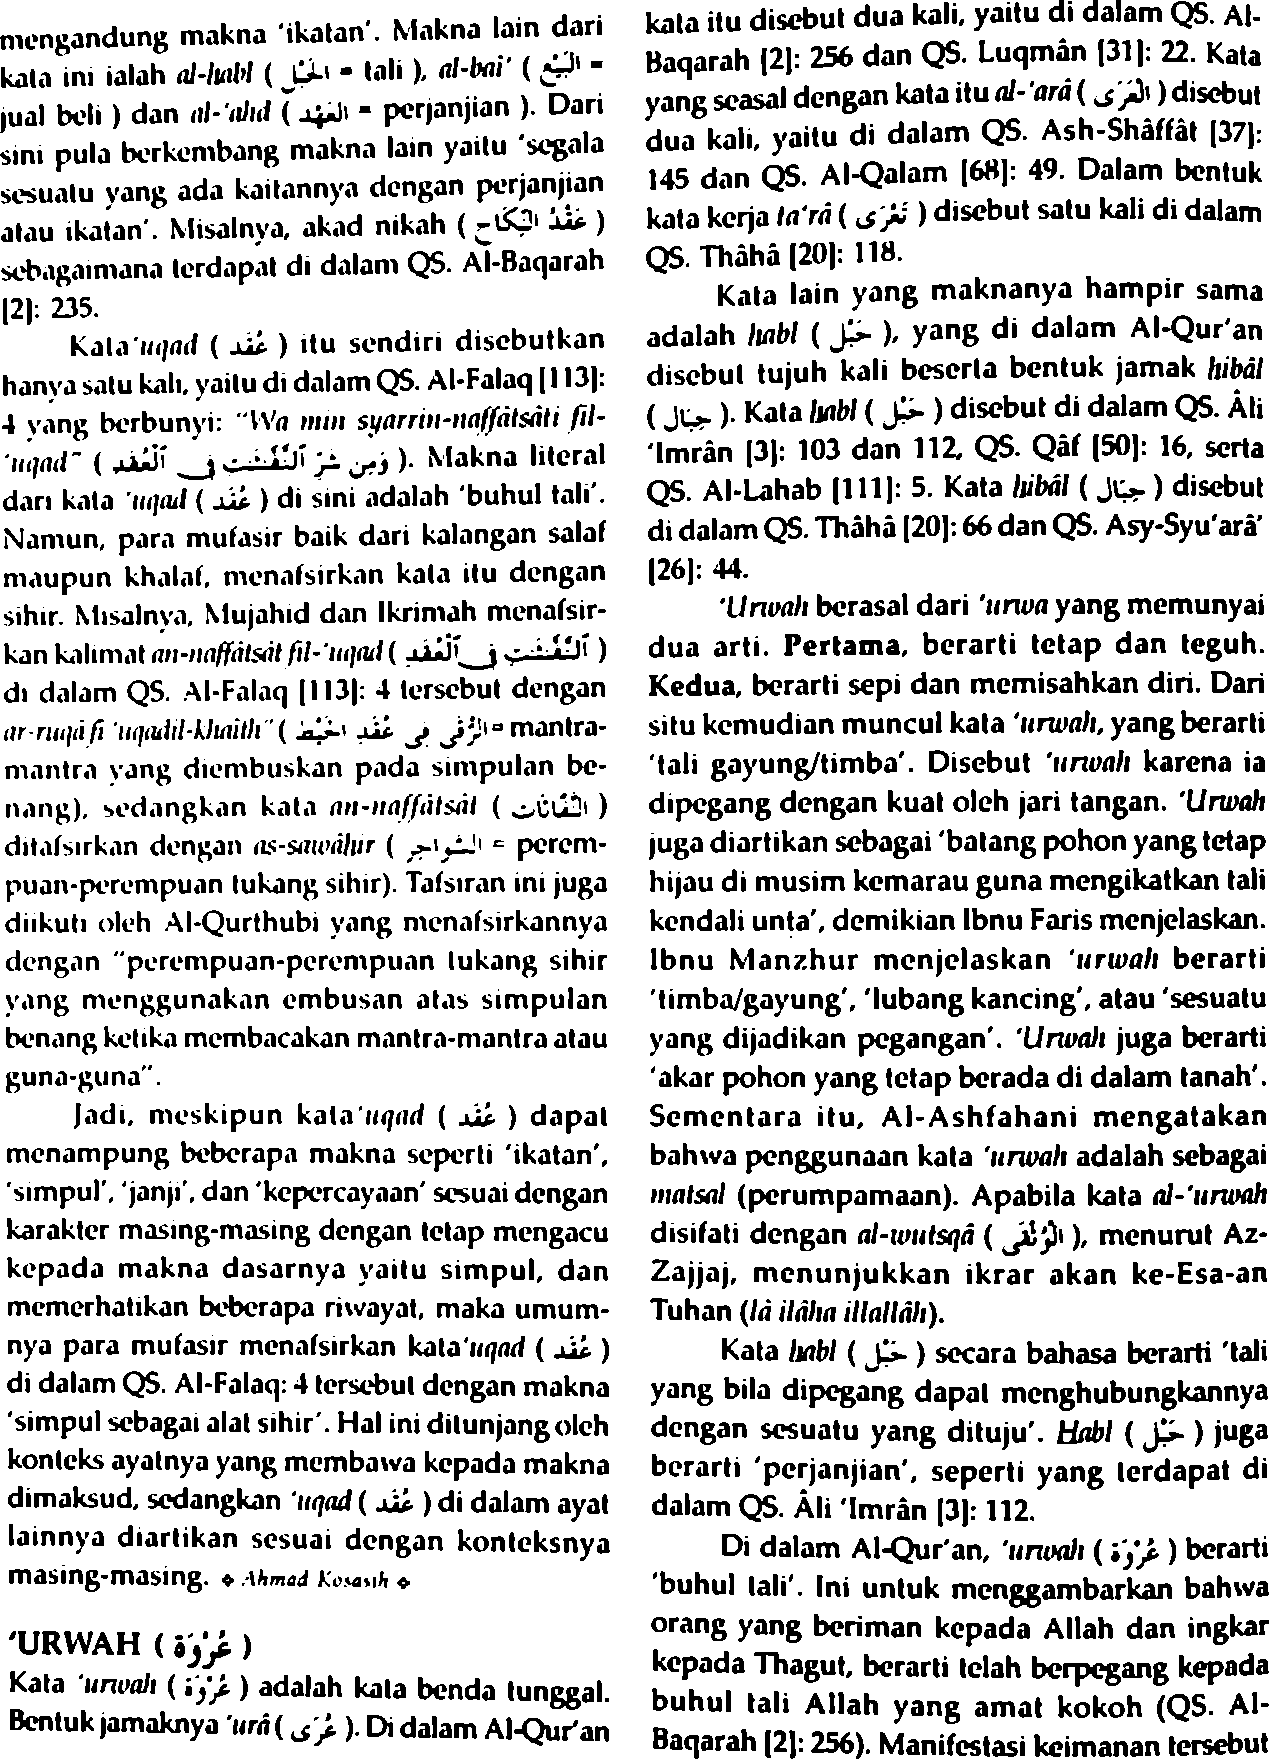 mengandung makna 'ikatan'. Makna lain dari
kata ini ialah al-habl ( الْحَبْل = tali ), al-bai' ( الْبَيْع =
jual beli ) dan al-'ahd ( الْعَهْد = perjanjian ). Dari
sini pula berkembang makna lain yaitu 'segala
sesuatu yang ada kaitannya dengan perjanjian
atau ikatan'. Misalnya, akad nikah ( عَقْدُ النِّكَاحِ )
sebagaimana terdapat di dalam QS. Al-Baqarah
[2]: 235.
Kata 'uqad ( عُقَد ) itu sendiri disebutkan
hanya satu kali, yaitu di dalam QS. Al-Falaq [113]:
4 yang berbunyi: "Wa min syarrin-naffâtsâti fil-
'uqad" ( وَمِن شَرِّ ٱلنَّفَّـٰثَـٰتِ فِى ٱلْعُقَدِ ). Makna literal
dari kata 'uqad ( عُقَد ) di sini adalah 'buhul tali'.
Namun, para mufasir baik dari kalangan salaf
maupun khalaf, menafsirkan kata itu dengan
sihir. Misalnya, Mujahid dan Ikrimah menafsir-
kan kalimat an-naffâtsât fil-'uqad ( ٱلنَّفَّـٰثَـٰتِ فِى ٱلْعُقَدِ )
di dalam QS. Al-Falaq [113]: 4 tersebut dengan
ar-ruqâ fi 'uqadil-khaith" ( الرُّقَى فِى عُقَدِ الْخَيْطِ = mantra-
mantra yang diembuskan pada simpulan be-
nang), sedangkan kata an-naffâtsât ( النَّفَّاثَات )
ditafsirkan dengan as-sawâhir ( السَّوَاحِر = perem-
puan-perempuan tukang sihir). Tafsiran ini juga
diikuti oleh Al-Qurthubi yang menafsirkannya
dengan "perempuan-perempuan tukang sihir
yang menggunakan embusan atas simpulan
benang ketika membacakan mantra-mantra atau
guna-guna".
Jadi, meskipun kata 'uqad ( عُقَد ) dapat
menampung beberapa makna seperti 'ikatan',
'simpul', 'janji', dan 'kepercayaan' sesuai dengan
karakter masing-masing dengan tetap mengacu
kepada makna dasarnya yaitu simpul, dan
memerhatikan beberapa riwayat, maka umum-
nya para mufasir menafsirkan kata 'uqad ( عُقَد )
di dalam QS. Al-Falaq: 4 tersebut dengan makna
'simpul sebagai alat sihir'. Hal ini ditunjang oleh
konteks ayatnya yang membawa kepada makna
dimaksud, sedangkan 'uqad ( عُقَد ) di dalam ayat
lainnya diartikan sesuai dengan konteksnya
masing-masing. ⬥ Ahmad Kosasih ⬥
'URWAH ( عُرْوَة )
Kata 'urwah ( عُرْوَة ) adalah kata benda tunggal.
Bentuk jamaknya 'urâ ( عُرَى ). Di dalam Al-Qur'an
kata itu disebut dua kali, yaitu di dalam QS. Al-
Baqarah [2]: 256 dan QS. Luqmân [31]: 22. Kata
yang seasal dengan kata itu al-'arâ ( الْعَرَى ) disebut
dua kali, yaitu di dalam QS. Ash-Shâffât [37]:
145 dan QS. Al-Qalam [68]: 49. Dalam bentuk
kata kerja ta'râ ( تَعْرَى ) disebut satu kali di dalam
QS. Thâhâ [20]: 118.
Kata lain yang maknanya hampir sama
adalah habl ( حَبْل ), yang di dalam Al-Qur'an
disebut tujuh kali beserta bentuk jamak hibâl
( حِبَال ). Kata habl ( حَبْل ) disebut di dalam QS. Âli
'Imrân [3]: 103 dan 112, QS. Qâf [50]: 16, serta
QS. Al-Lahab [111]: 5. Kata hibâl ( حِبَال ) disebut
di dalam QS. Thâhâ [20]: 66 dan QS. Asy-Syu'arâ'
[26]: 44.
'Urwah berasal dari 'urwa yang memunyai
dua arti. Pertama, berarti tetap dan teguh.
Kedua, berarti sepi dan memisahkan diri. Dari
situ kemudian muncul kata 'urwah, yang berarti
'tali gayung/timba'. Disebut 'urwah karena ia
dipegang dengan kuat oleh jari tangan. 'Urwah
juga diartikan sebagai 'batang pohon yang tetap
hijau di musim kemarau guna mengikatkan tali
kendali unta', demikian Ibnu Faris menjelaskan.
Ibnu Manzhur menjelaskan 'urwah berarti
'timba/gayung', 'lubang kancing', atau 'sesuatu
yang dijadikan pegangan'. 'Urwah juga berarti
'akar pohon yang tetap berada di dalam tanah'.
Sementara itu, Al-Ashfahani mengatakan
bahwa penggunaan kata 'urwah adalah sebagai
matsal (perumpamaan). Apabila kata al-'urwah
disifati dengan al-wutsqâ ( الْوُثْقَى ), menurut Az-
Zajjaj, menunjukkan ikrar akan ke-Esa-an
Tuhan (lâ ilâha illallâh).
Kata habl ( حَبْل ) secara bahasa berarti 'tali
yang bila dipegang dapat menghubungkannya
dengan sesuatu yang dituju'. Habl ( حَبْل ) juga
berarti 'perjanjian', seperti yang terdapat di
dalam QS. Âli 'Imrân [3]: 112.
Di dalam Al-Qur'an, 'urwah ( عُرْوَة ) berarti
'buhul tali'. Ini untuk menggambarkan bahwa
orang yang beriman kepada Allah dan ingkar
kepada Thagut, berarti telah berpegang kepada
buhul tali Allah yang amat kokoh (QS. Al-
Baqarah [2]: 256). Manifestasi keimanan tersebut